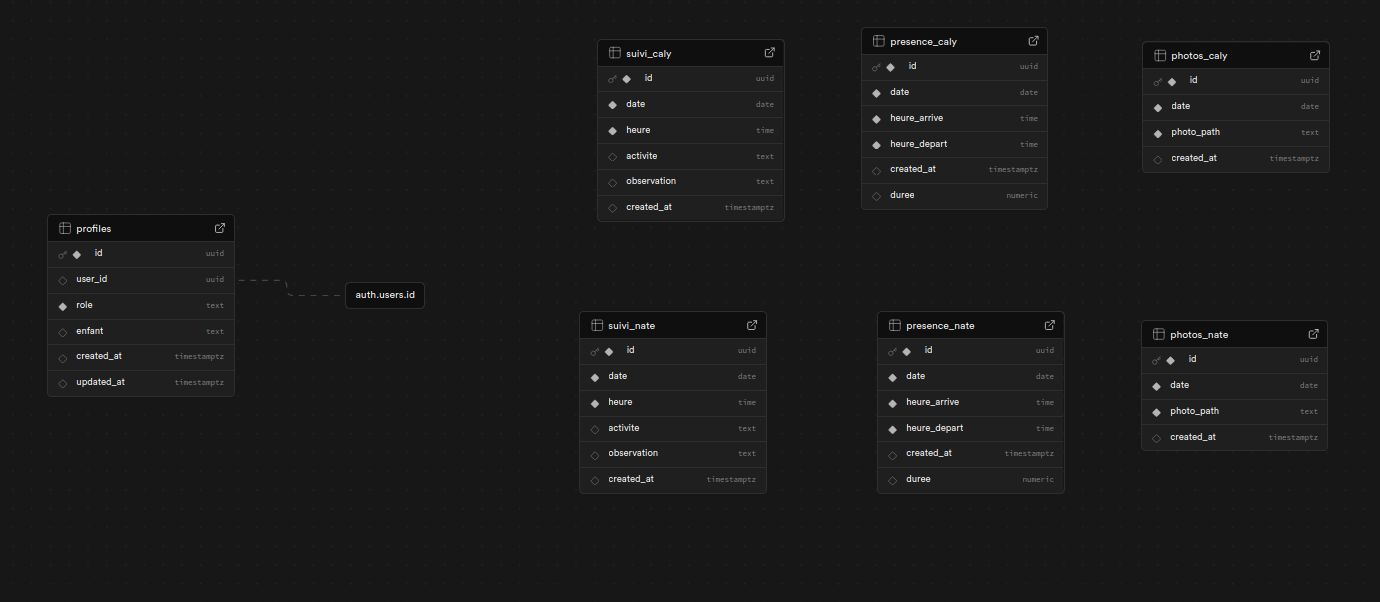 profiles
id uuid
user_id uuid
role text
enfant text
created_at timestamptz
updated_at timestamptz
auth.users.id
suivi_caly
id uuid
date date
heure time
activite text
observation text
created_at timestamptz
presence_caly
id uuid
date date
heure_arrive time
heure_depart time
created_at timestamptz
duree numeric
photos_caly
id uuid
date date
photo_path text
created_at timestamptz
suivi_nate
id uuid
date date
heure time
activite text
observation text
created_at timestamptz
presence_nate
id uuid
date date
heure_arrive time
heure_depart time
created_at timestamptz
duree numeric
photos_nate
id uuid
date date
photo_path text
created_at timestamptz